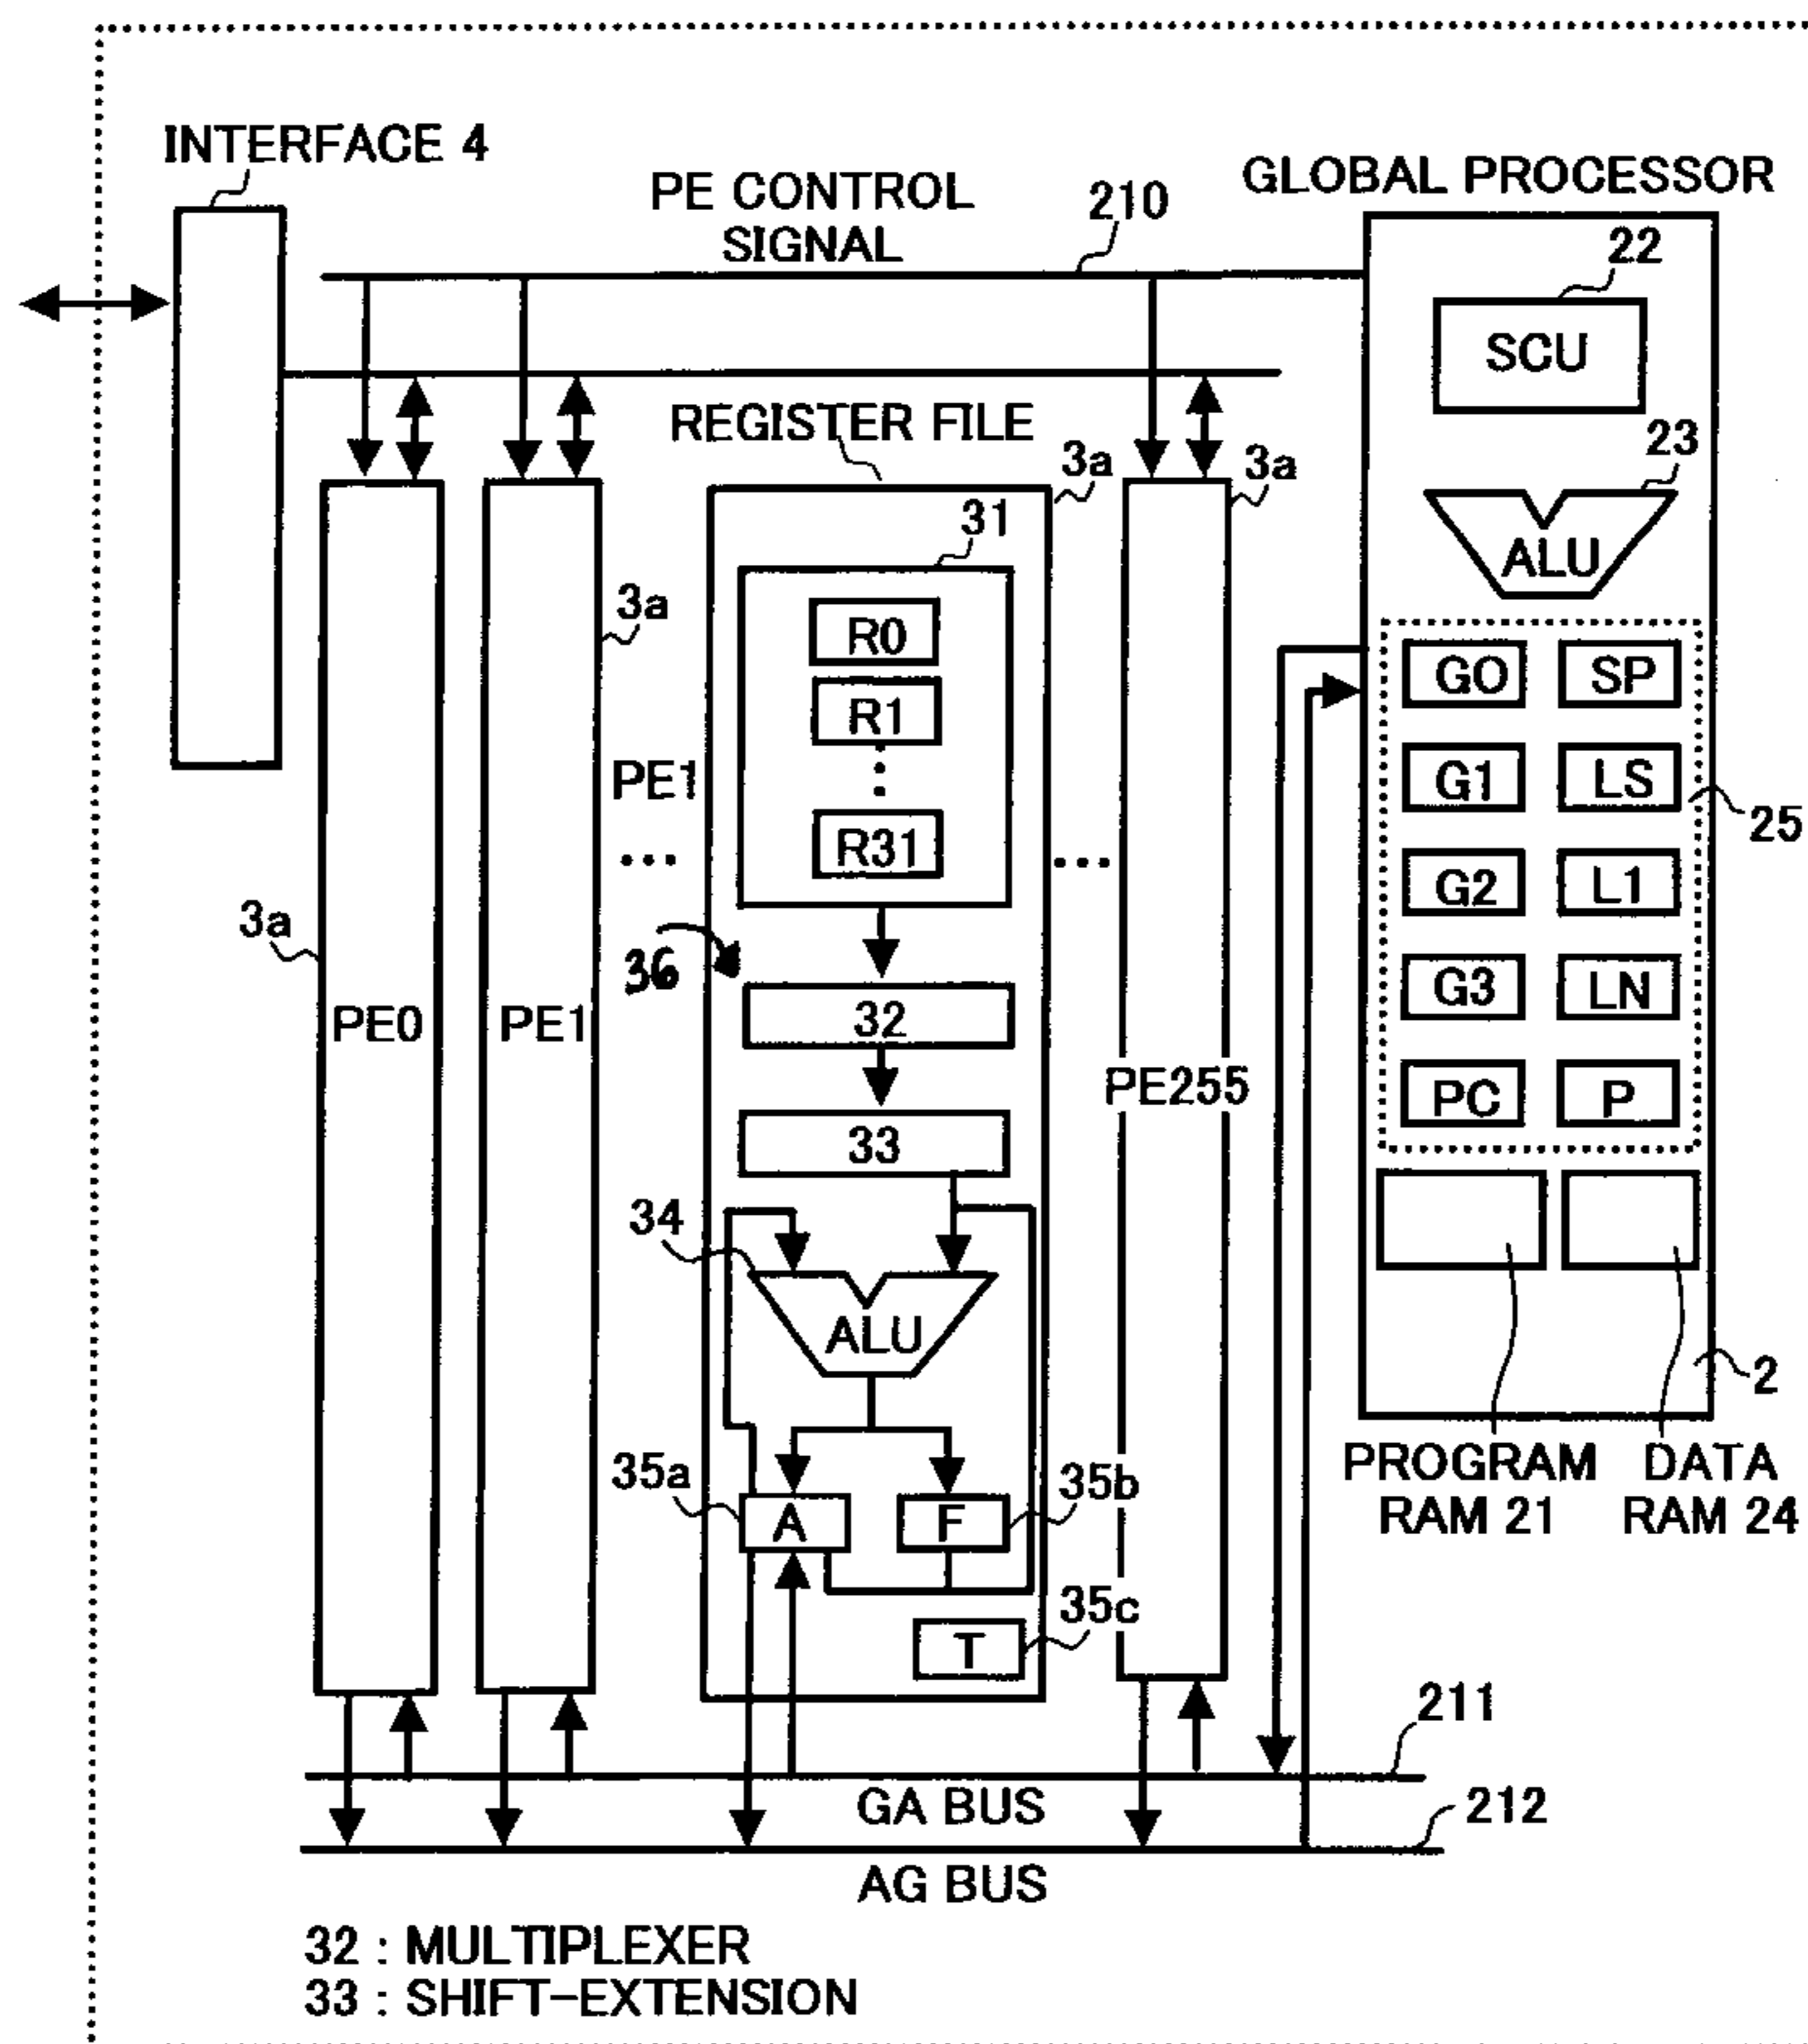 INTERFACE 4
PE CONTROL
SIGNAL
210
GLOBAL PROCESSOR
22
SCU
23
ALU
REGISTER FILE
3a
3a
31
3a
R0
R1
R31
PE1
GO
SP
G1
LS
25
G2
L1
G3
LN
PC
P
3a
36
32
PE0
PE1
PE255
33
34
ALU
2
PROGRAM
RAM 21
DATA
RAM 24
35a
A
F
35b
35c
T
211
GA BUS
212
AG BUS
32 : MULTIPLEXER
33 : SHIFT-EXTENSION